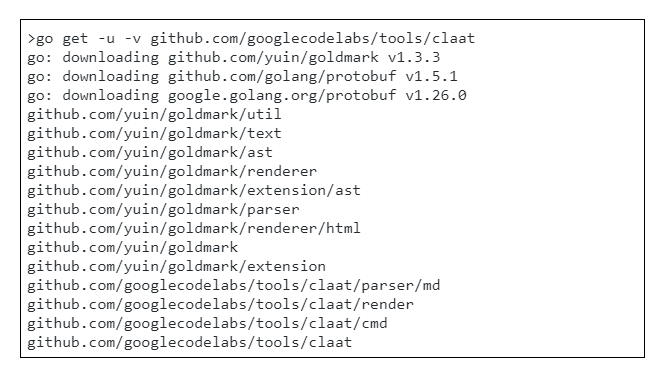 >go get -u -v github.com/googlecodelabs/tools/claat
go: downloading github.com/yuin/goldmark v1.3.3
go: downloading github.com/golang/protobuf v1.5.1
go: downloading google.golang.org/protobuf v1.26.0
github.com/yuin/goldmark/util
github.com/yuin/goldmark/text
github.com/yuin/goldmark/ast
github.com/yuin/goldmark/renderer
github.com/yuin/goldmark/extension/ast
github.com/yuin/goldmark/parser
github.com/yuin/goldmark/renderer/html
github.com/yuin/goldmark
github.com/yuin/goldmark/extension
github.com/googlecodelabs/tools/claat/parser/md
github.com/googlecodelabs/tools/claat/render
github.com/googlecodelabs/tools/claat/cmd
github.com/googlecodelabs/tools/claat